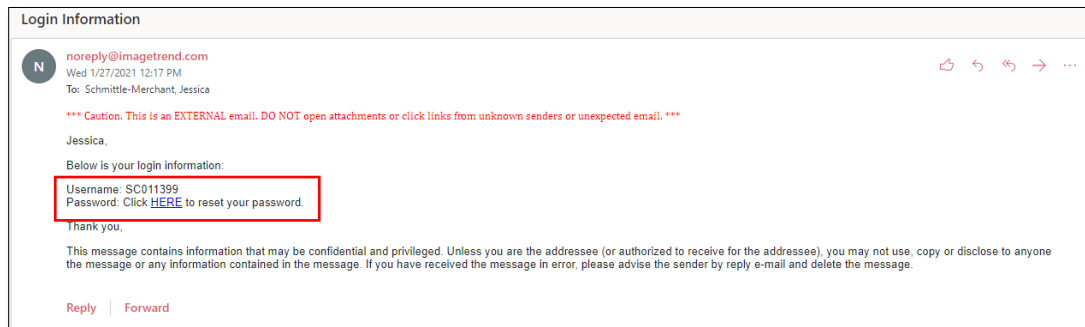 Login Information
N
noreply@imagetrend.com
Wed 1/27/2021 12:17 PM
To: Schmittle-Merchant, Jessica
*** Caution. This is an EXTERNAL email. DO NOT open attachments or click links from unknown senders or unexpected email. ***
Jessica,
Below is your login information:
Username: SC011399
Password: Click HERE to reset your password.
Thank you,
This message contains information that may be confidential and privileged. Unless you are the addressee (or authorized to receive for the addressee), you may not use, copy or disclose to anyone
the message or any information contained in the message. If you have received the message in error, please advise the sender by reply e-mail and delete the message.
Reply Forward